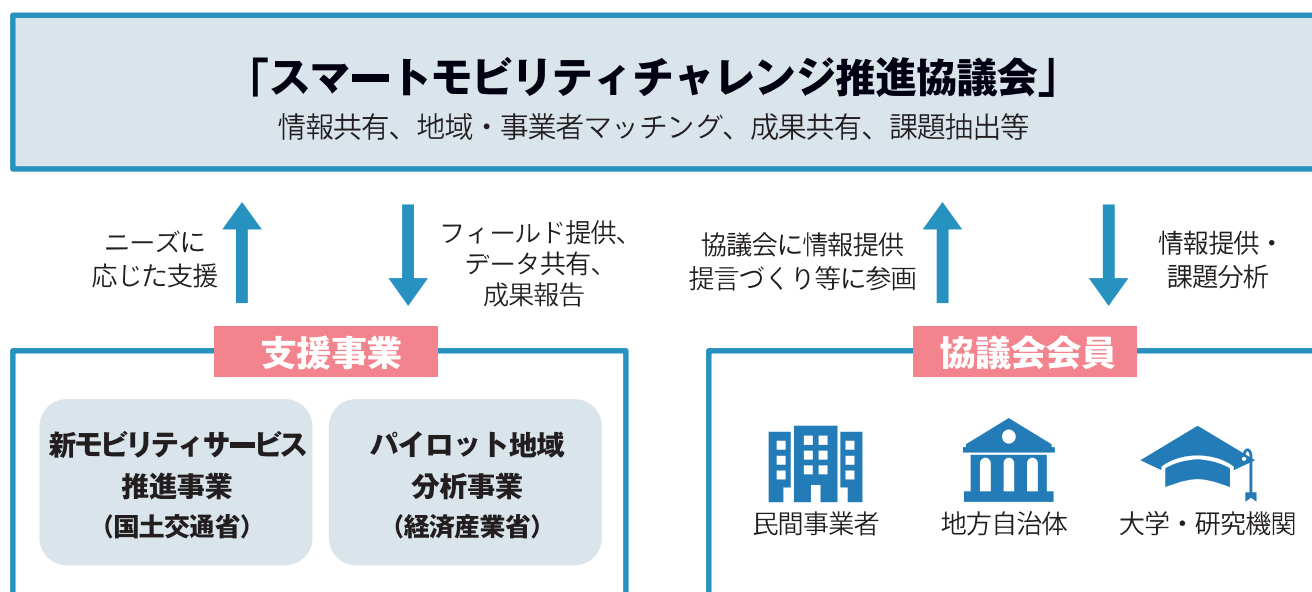 「スマートモビリティチャレンジ推進協議会」
情報共有、地域・事業者マッチング、成果共有、課題抽出等
ニーズに
応じた支援
フィールド提供、
データ共有、
成果報告
協議会に情報提供
提言づくり等に参画
情報提供・
課題分析
支援事業
新モビリティサービス
推進事業
（国土交通省）
パイロット地域
分析事業
（経済産業省）
協議会会員
民間事業者
地方自治体
大学・研究機関